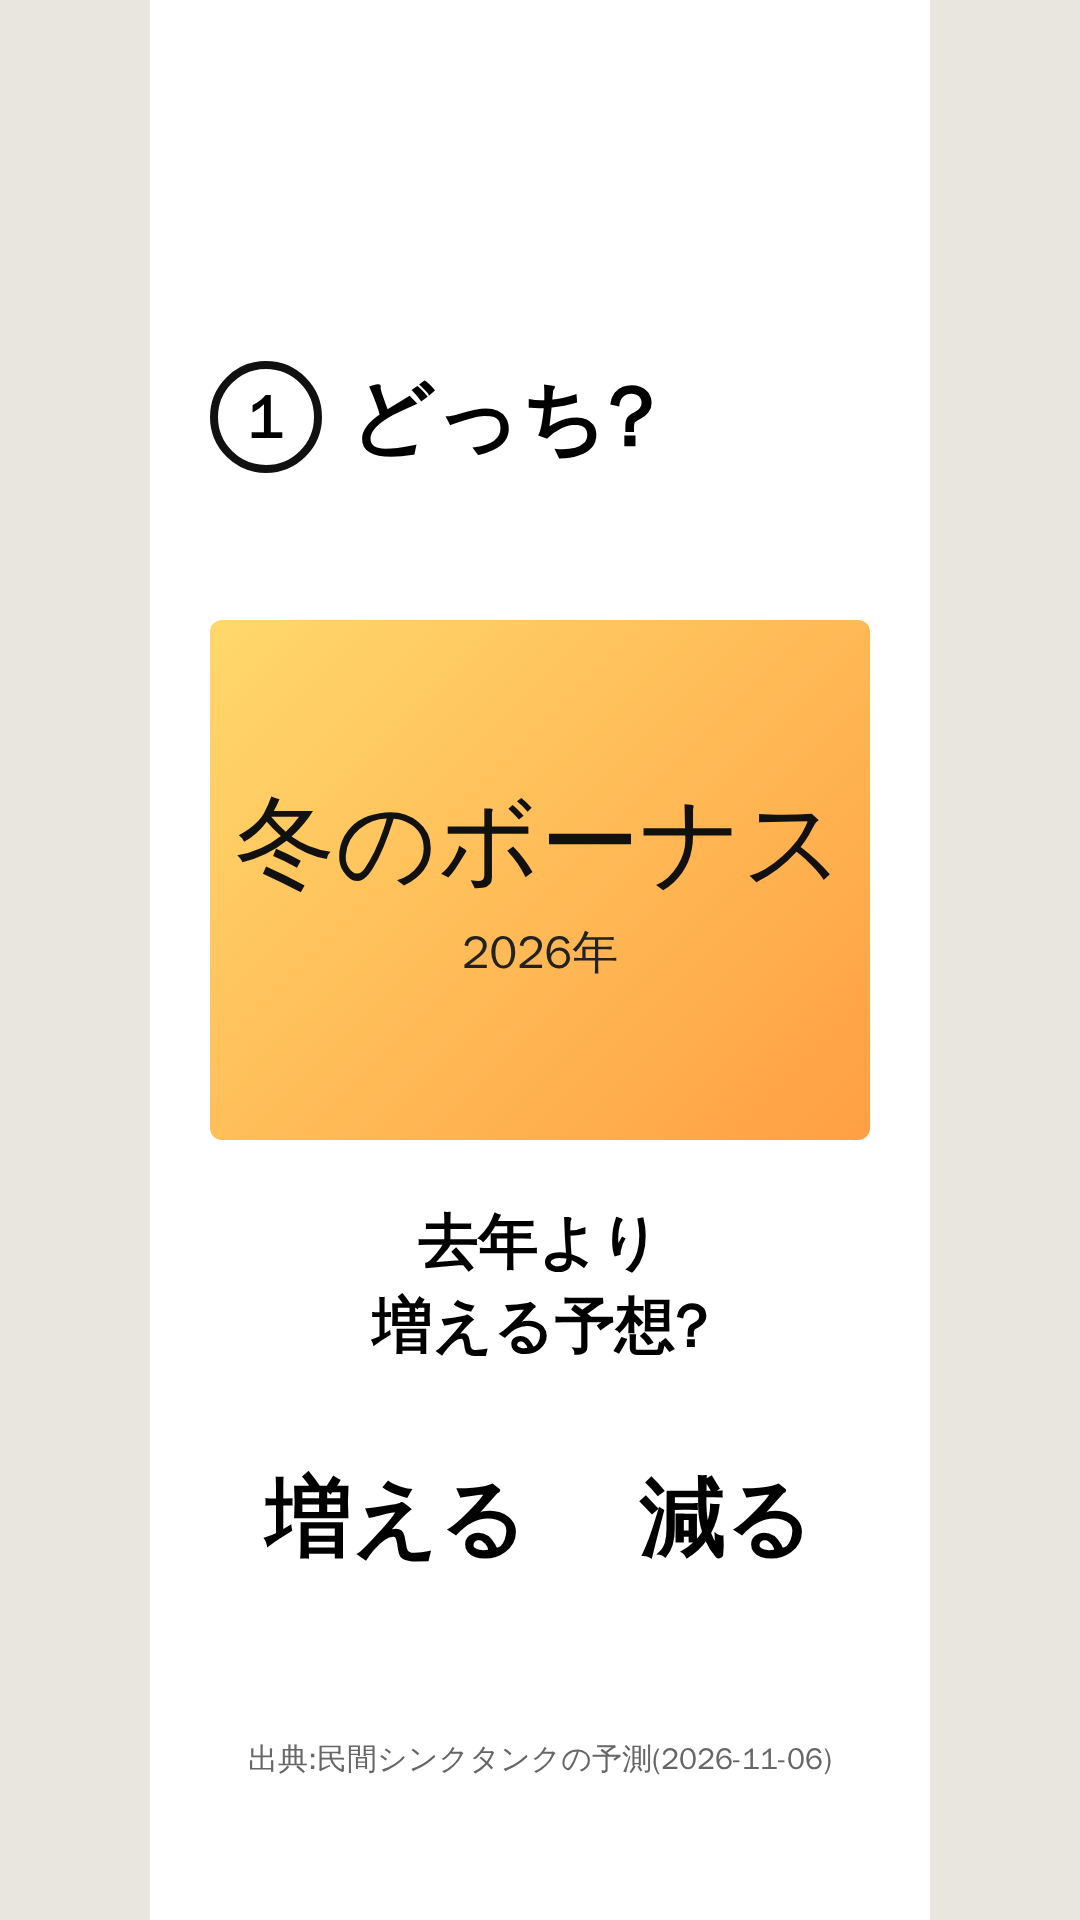 ① どっち?
冬のボーナス
2026年
去年より
増える予想?
増える 減る
出典:民間シンクタンクの予測(2026-11-06)